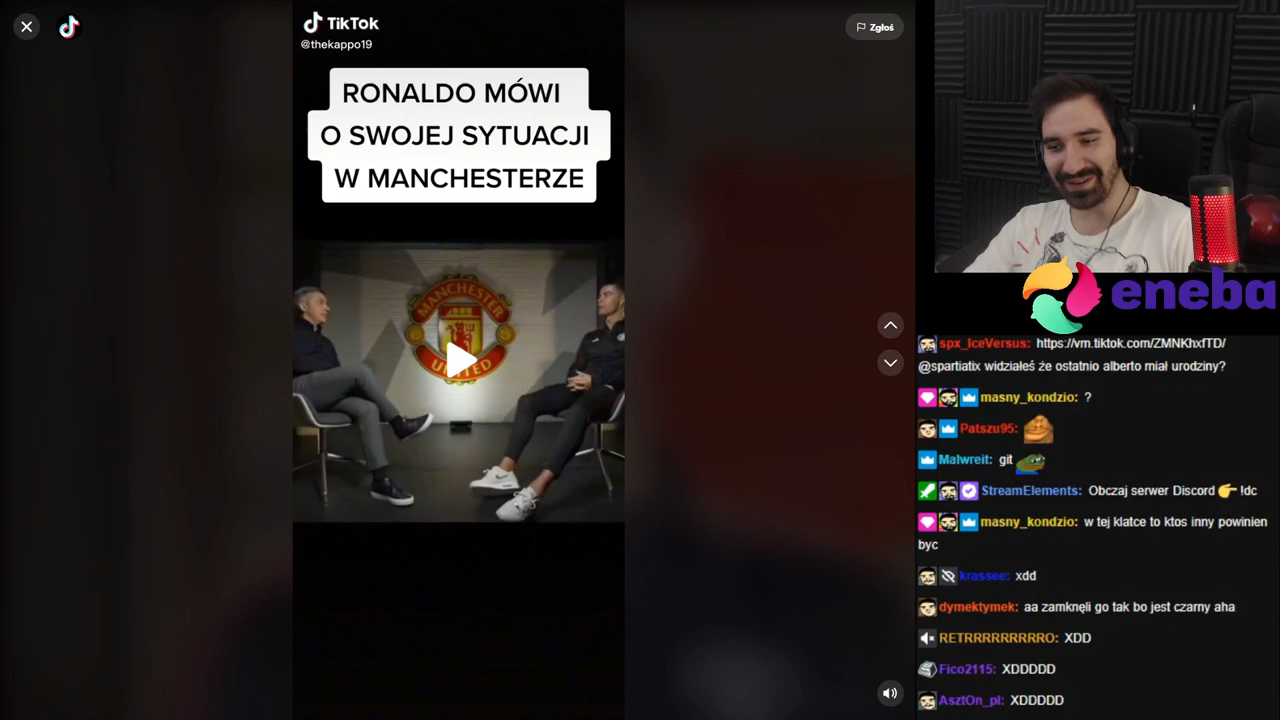 TikTok
@thekappo19
Zgłoś
RONALDO MÓWI
O SWOJEJ SYTUACJI
W MANCHESTERZE
MANCHESTER
UNITED
eneba
spx_IceVersus: https://vm.tiktok.com/ZMNKhxfTD/
@spartiatix widziałeś że ostatnio alberto miał urodziny?
masny_kondzio: ?
Patszu95:
Malwreit: git
StreamElements: Obczaj serwer Discord 👉 !dc
masny_kondzio: w tej klatce to ktos inny powinien
byc
krassee: xdd
dymektymek: aa zamknęli go tak bo jest czarny aha
RETRRRRRRRRRO: XDD
Fico2115: XDDDDD
AsztOn_pl: XDDDDD